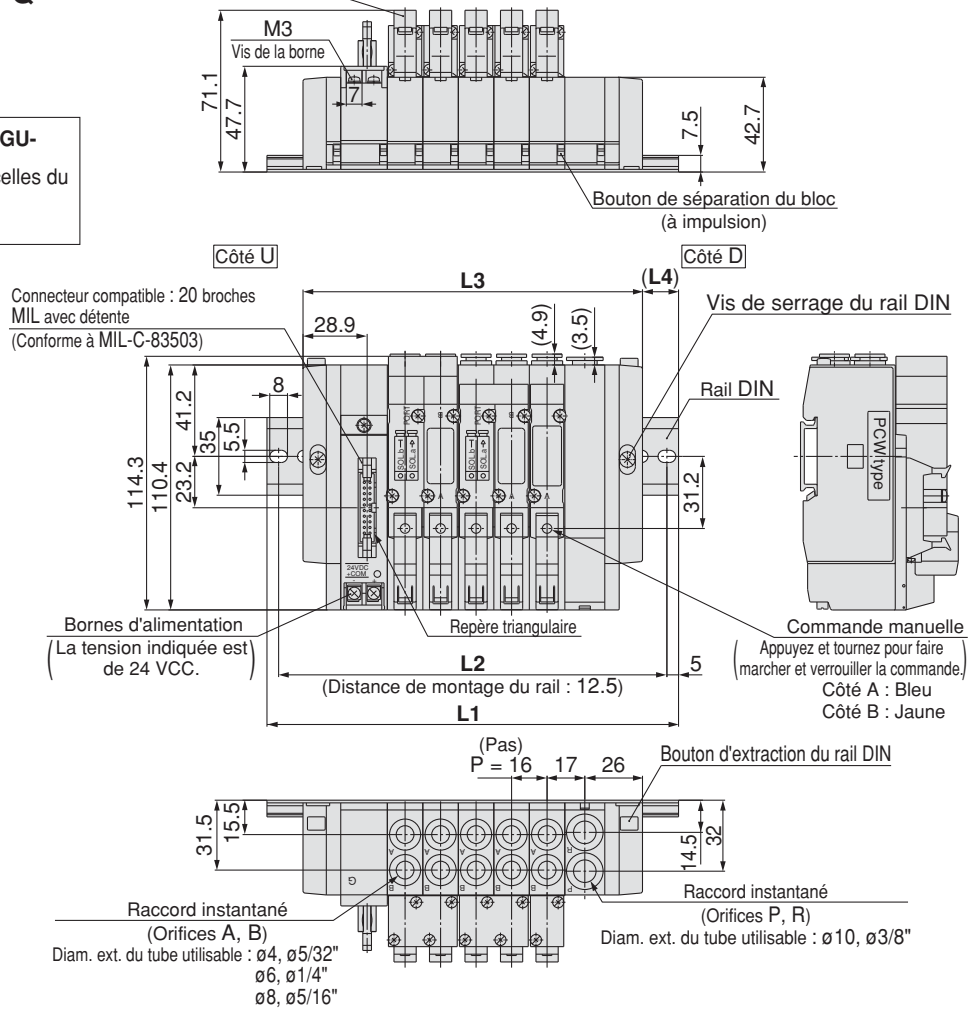 M3
Vis de la borne
7
71.1
47.7
7.5
42.7
GU-
celles du
Bouton de séparation du bloc
(à impulsion)
Côté U
Côté D
L3
(L4)
Connecteur compatible : 20 broches
MIL avec détente
(Conforme à MIL-C-83503)
28.9
(4.9)
(3.5)
Vis de serrage du rail DIN
Rail DIN
8
41.2
35
5.5
23.2
114.3
110.4
31.2
PORT
SOL.b
SOL.a
B
A
PORT
SOL.b
SOL.a
B
A
A
PCW type
24VDC
+COM
Bornes d'alimentation
(La tension indiquée est
de 24 VCC.)
Repère triangulaire
Commande manuelle
(Appuyez et tournez pour faire
marcher et verrouiller la commande.)
Côté A : Bleu
Côté B : Jaune
L2
5
(Distance de montage du rail : 12.5)
L1
(Pas)
P = 16
17
26
Bouton d'extraction du rail DIN
31.5
15.5
14.5
32
A A A A A R
B B B B B P
G
Raccord instantané
(Orifices A, B)
Diam. ext. du tube utilisable : ø4, ø5/32"
ø6, ø1/4"
ø8, ø5/16"
Raccord instantané
(Orifices P, R)
Diam. ext. du tube utilisable : ø10, ø3/8"